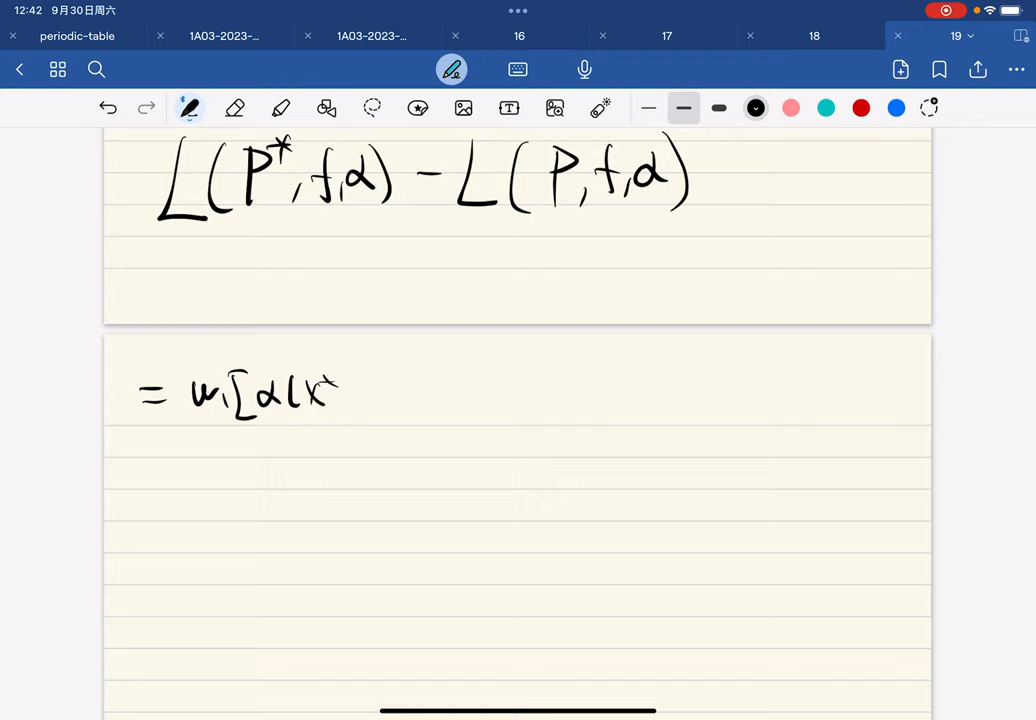 12:42 9月30日周六
periodic-table 1A03-2023-... 1A03-2023-... 16 17 18 19
L(P*,f,α) - L(P,f,α)
= w₁[α(x*